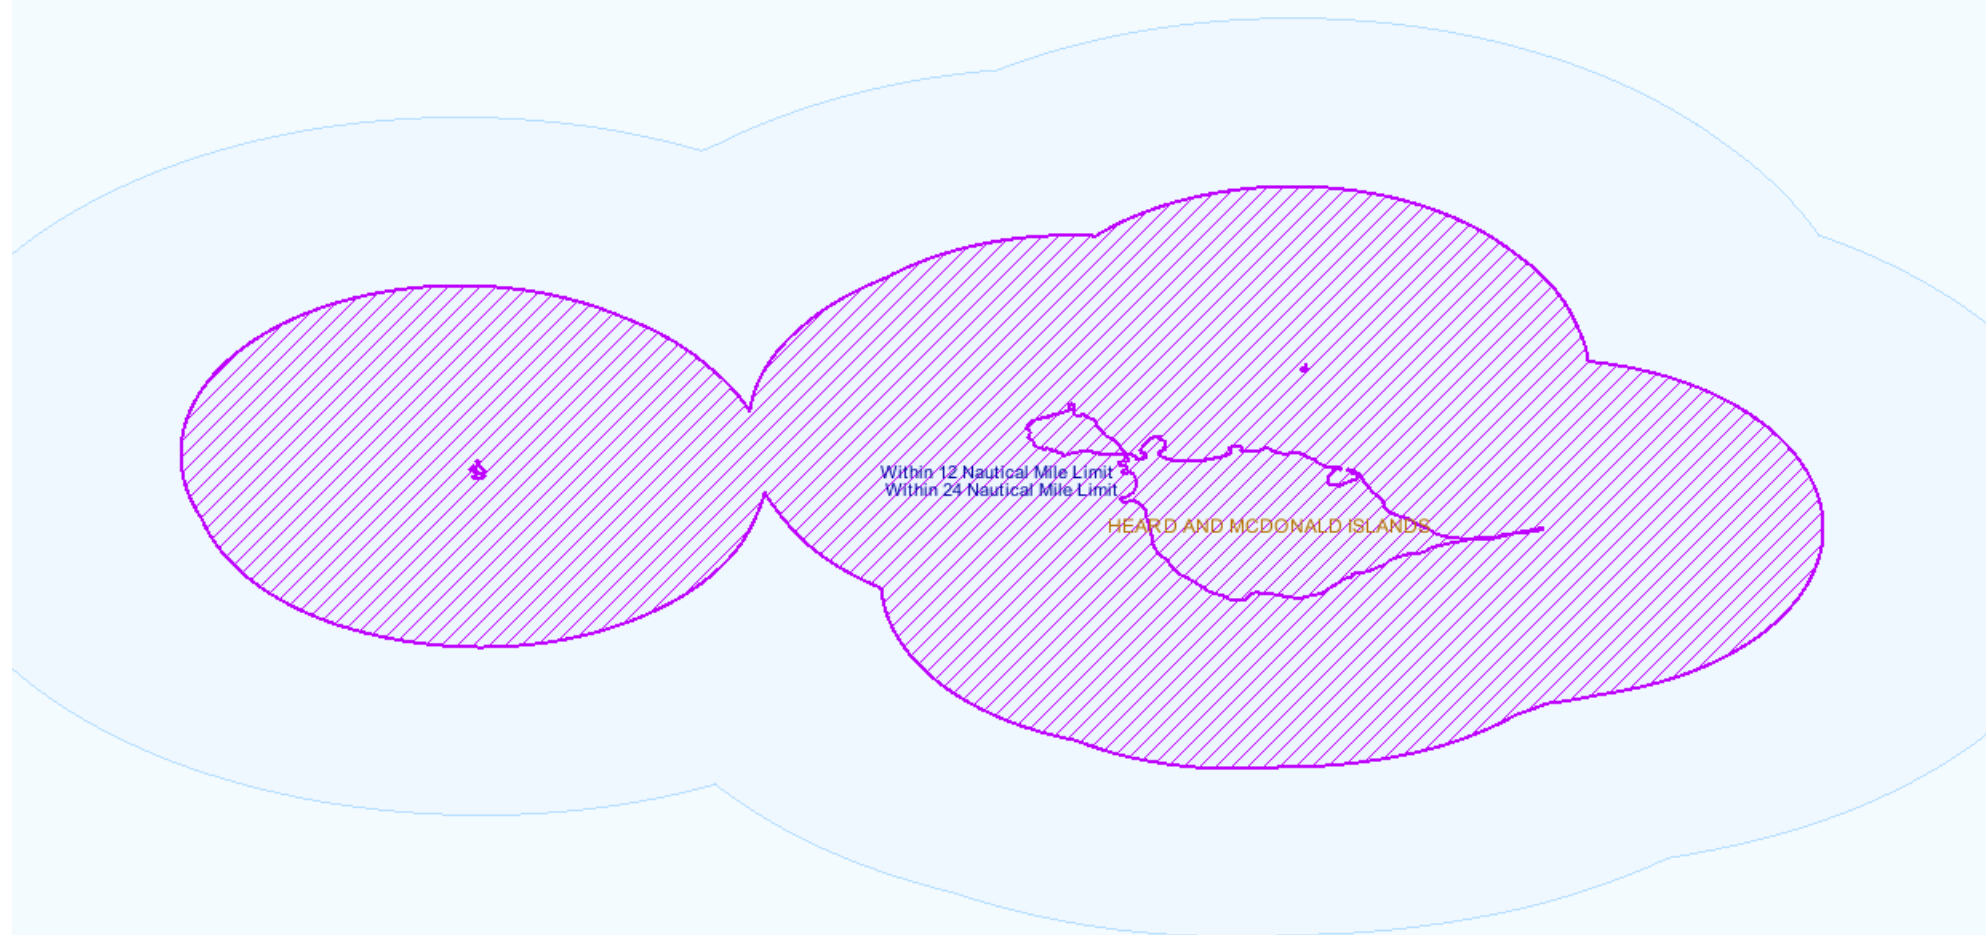 Within 12 Nautical Mile Limit
Within 24 Nautical Mile Limit
HEARD AND MCDONALD ISLANDS